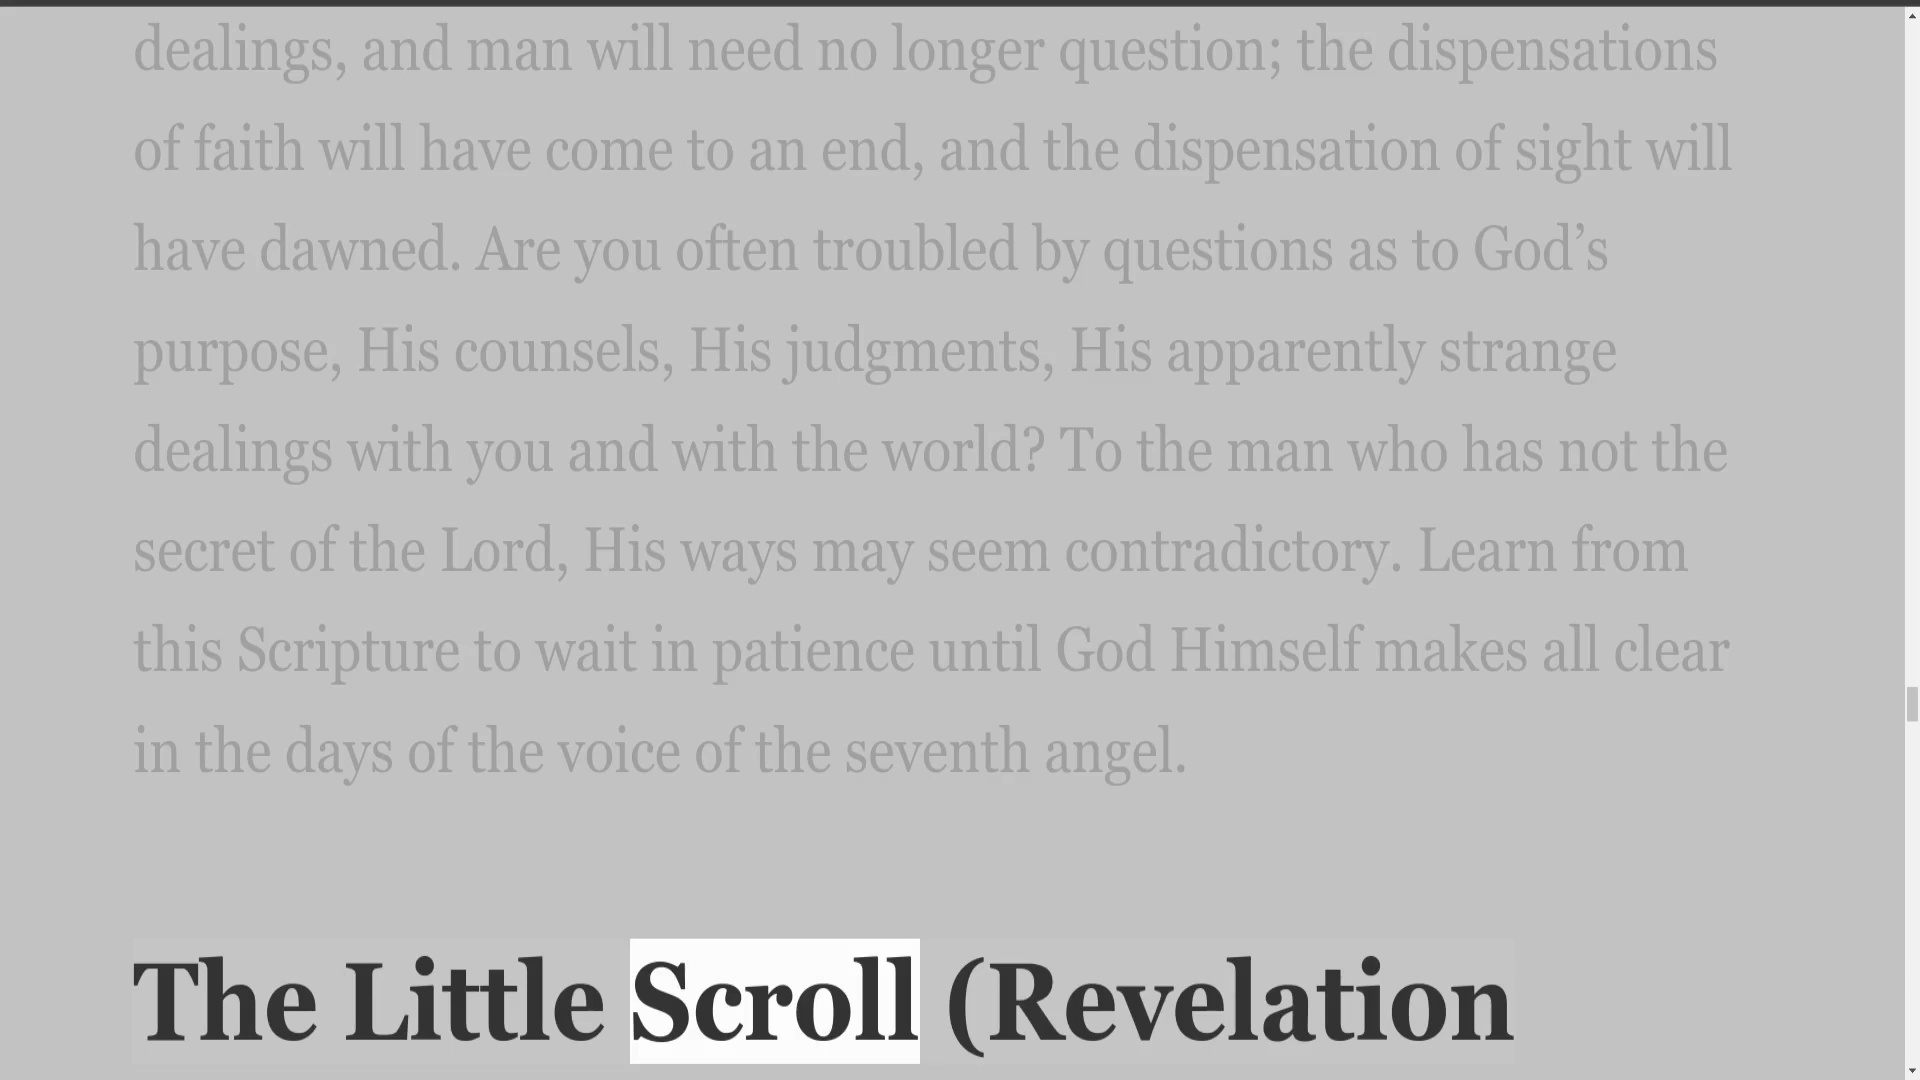 dealings, and man will need no longer question; the dispensations
of faith will have come to an end, and the dispensation of sight will
have dawned. Are you often troubled by questions as to God’s
purpose, His counsels, His judgments, His apparently strange
dealings with you and with the world? To the man who has not the
secret of the Lord, His ways may seem contradictory. Learn from
this Scripture to wait in patience until God Himself makes all clear
in the days of the voice of the seventh angel.
The Little Scroll (Revelation